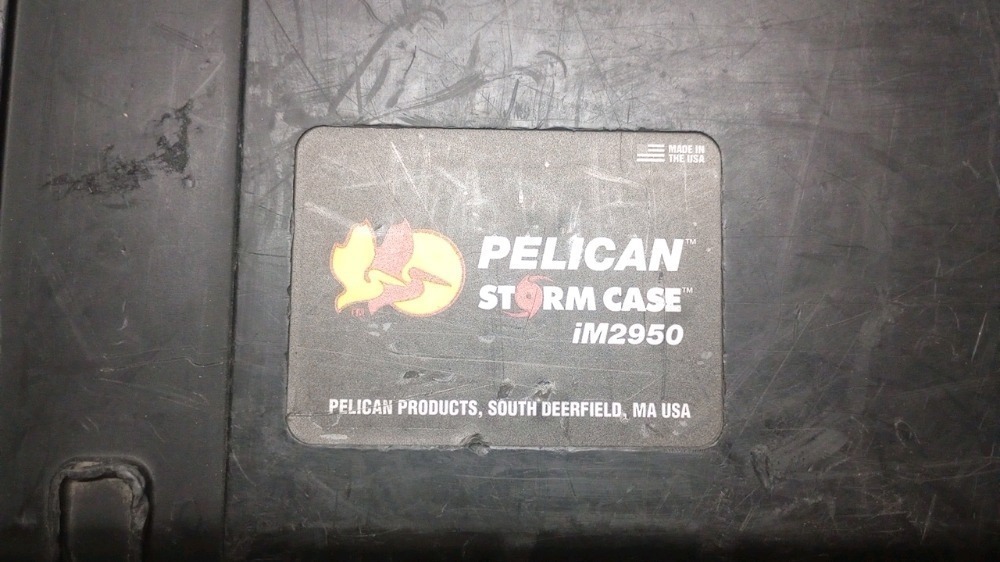 MADE IN
THE USA
PELICAN™
STORM CASE™
iM2950
PELICAN PRODUCTS, SOUTH DEERFIELD, MA USA